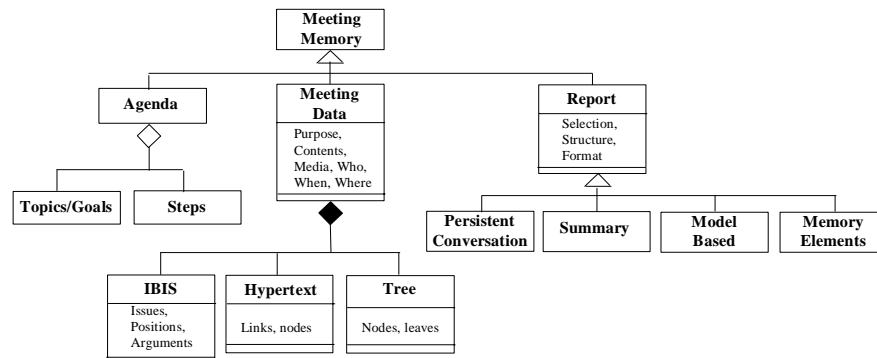 Meeting
Memory
Agenda
Meeting
Data
Purpose,
Contents,
Media, Who,
When, Where
Report
Selection,
Structure,
Format
Topics/Goals
Steps
Persistent
Conversation
Summary
Model
Based
Memory
Elements
IBIS
Issues,
Positions,
Arguments
Hypertext
Links, nodes
Tree
Nodes, leaves